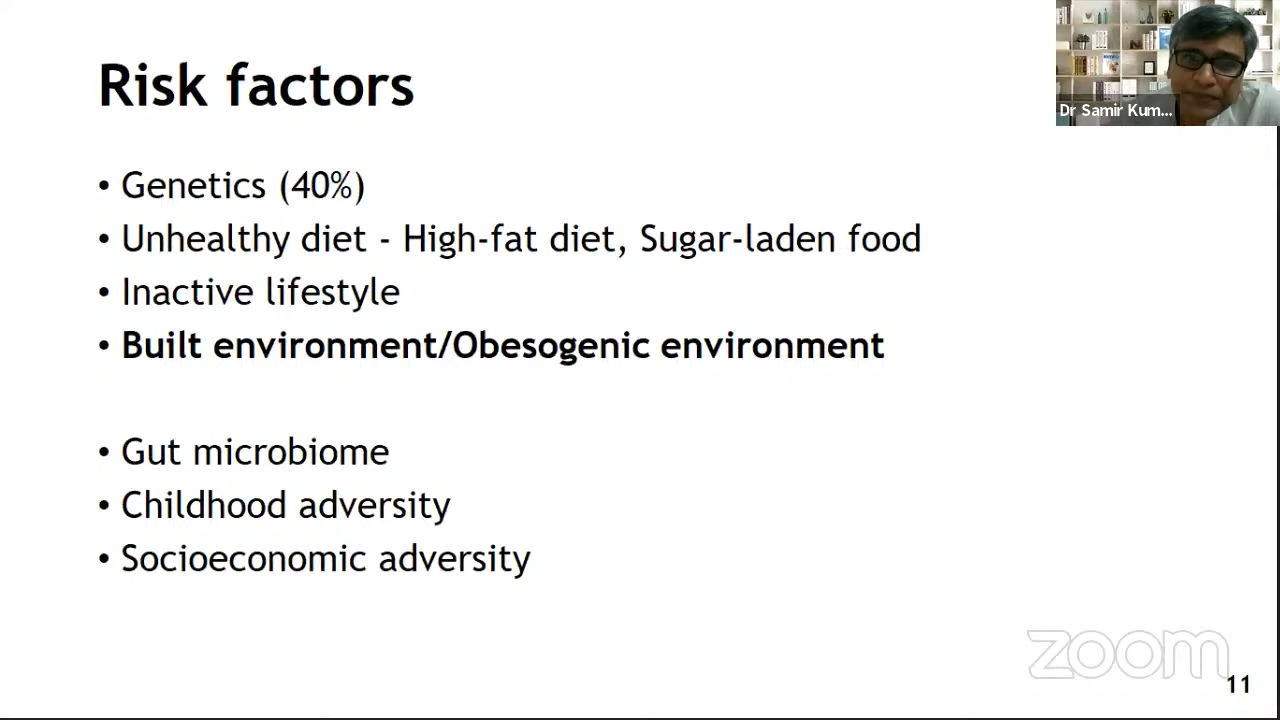 Risk factors
Dr Samir Kum...
• Genetics (40%)
• Unhealthy diet - High-fat diet, Sugar-laden food
• Inactive lifestyle
• Built environment/Obesogenic environment
• Gut microbiome
• Childhood adversity
• Socioeconomic adversity
zoom
11